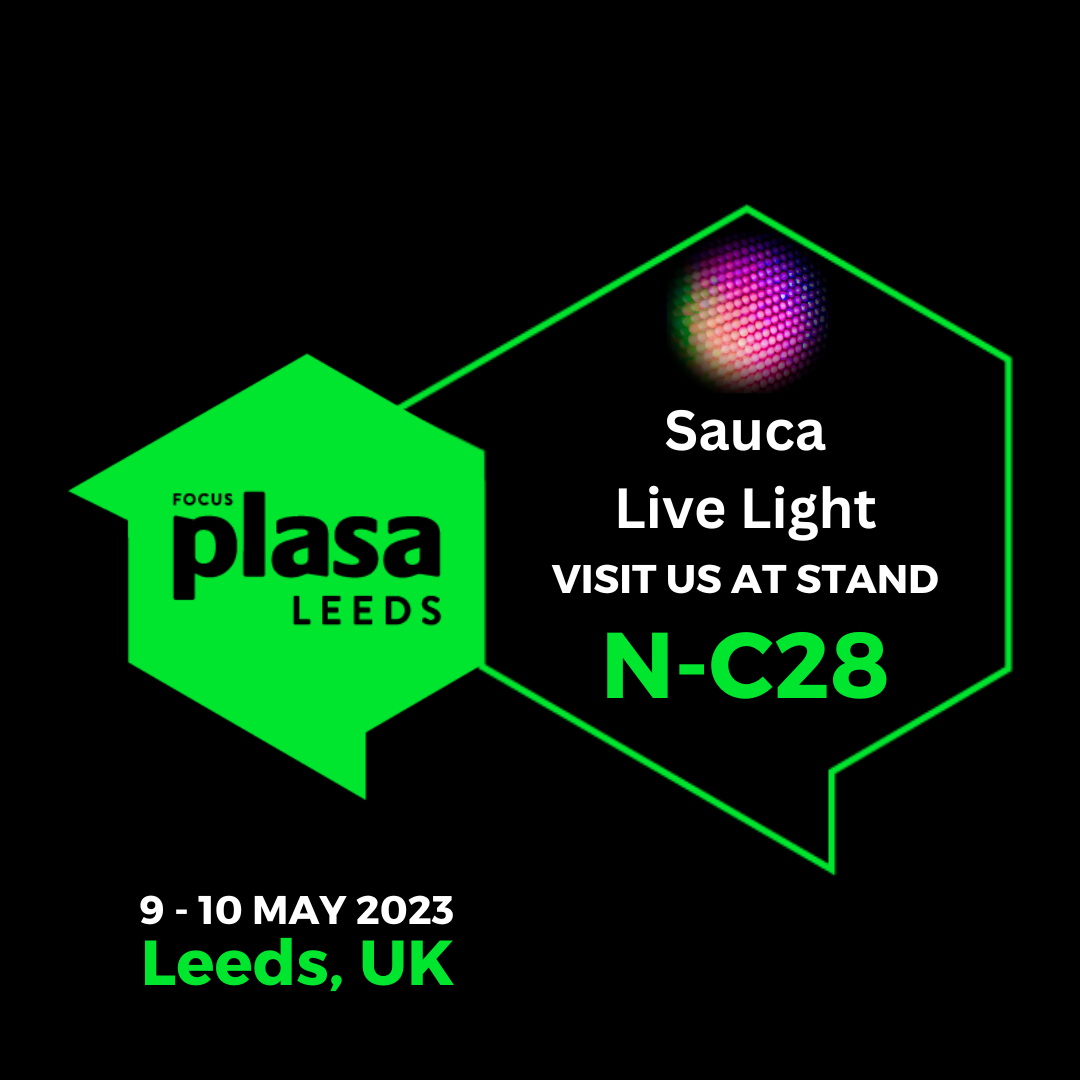 FOCUS
plasa
LEEDS
Sauca
Live Light
VISIT US AT STAND
N-C28
9 - 10 MAY 2023
Leeds, UK